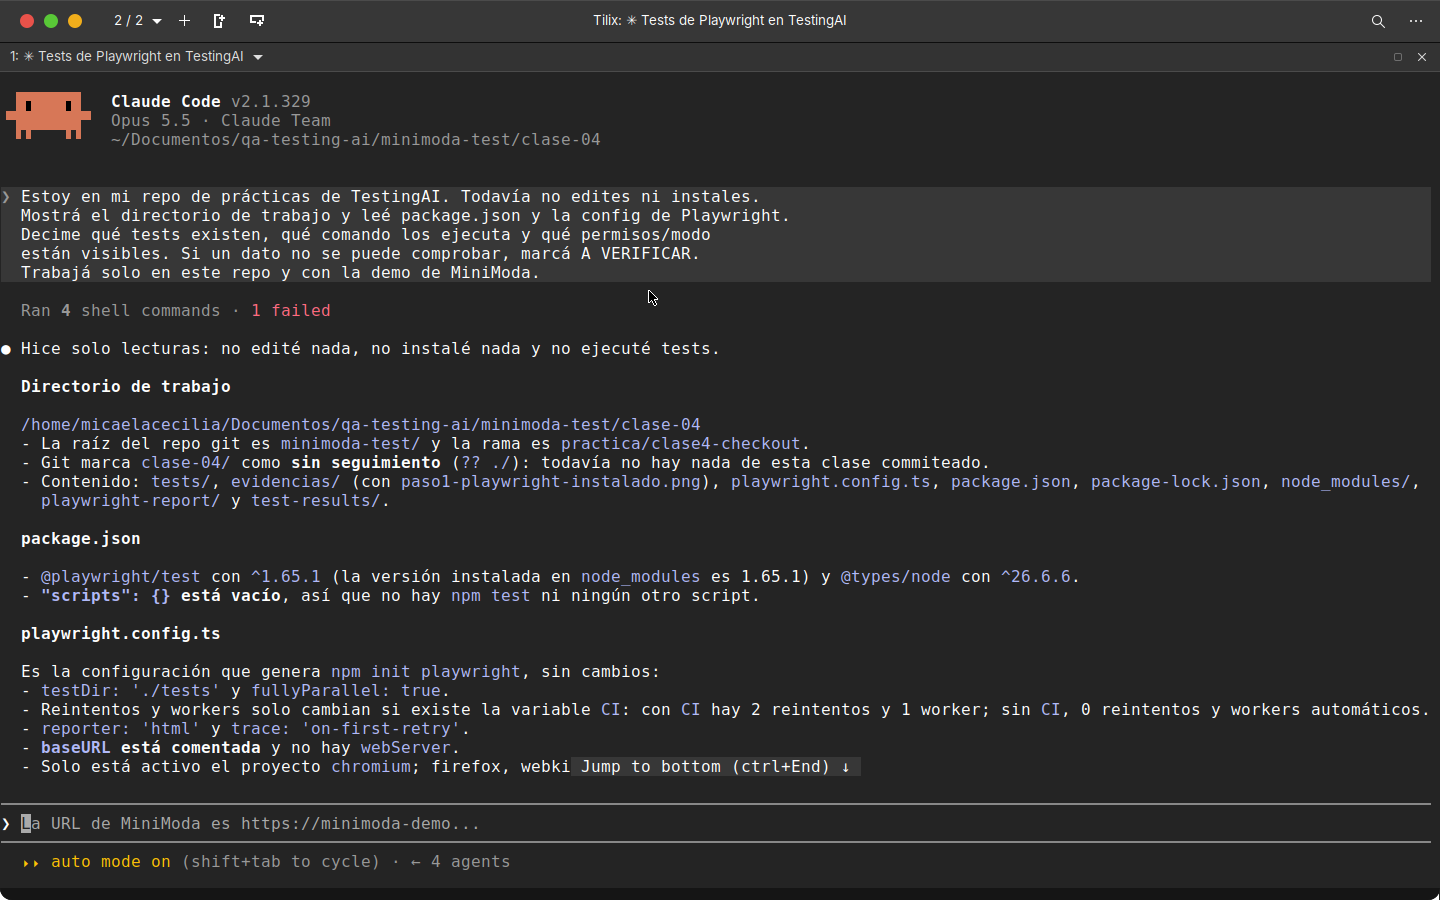 2 / 2
Tilix: ✳ Tests de Playwright en TestingAI
1: ✳ Tests de Playwright en TestingAI
Claude Code v2.1.329
Opus 5.5 · Claude Team
~/Documentos/qa-testing-ai/minimoda-test/clase-04
❯ Estoy en mi repo de prácticas de TestingAI. Todavía no edites ni instales.
Mostrá el directorio de trabajo y leé package.json y la config de Playwright.
Decime qué tests existen, qué comando los ejecuta y qué permisos/modo
están visibles. Si un dato no se puede comprobar, marcá A VERIFICAR.
Trabajá solo en este repo y con la demo de MiniModa.
Ran 4 shell commands · 1 failed
● Hice solo lecturas: no edité nada, no instalé nada y no ejecuté tests.
Directorio de trabajo
/home/micaelacecilia/Documentos/qa-testing-ai/minimoda-test/clase-04
- La raíz del repo git es minimoda-test/ y la rama es practica/clase4-checkout.
- Git marca clase-04/ como sin seguimiento (?? ./): todavía no hay nada de esta clase commiteado.
- Contenido: tests/, evidencias/ (con paso1-playwright-instalado.png), playwright.config.ts, package.json, package-lock.json, node_modules/,
playwright-report/ y test-results/.
package.json
- @playwright/test con ^1.65.1 (la versión instalada en node_modules es 1.65.1) y @types/node con ^26.6.6.
- "scripts": {} está vacío, así que no hay npm test ni ningún otro script.
playwright.config.ts
Es la configuración que genera npm init playwright, sin cambios:
- testDir: './tests' y fullyParallel: true.
- Reintentos y workers solo cambian si existe la variable CI: con CI hay 2 reintentos y 1 worker; sin CI, 0 reintentos y workers automáticos.
- reporter: 'html' y trace: 'on-first-retry'.
- baseURL está comentada y no hay webServer.
- Solo está activo el proyecto chromium; firefox, webki Jump to bottom (ctrl+End) ↓
❯ La URL de MiniModa es https://minimoda-demo...
⏵⏵ auto mode on (shift+tab to cycle) · ← 4 agents